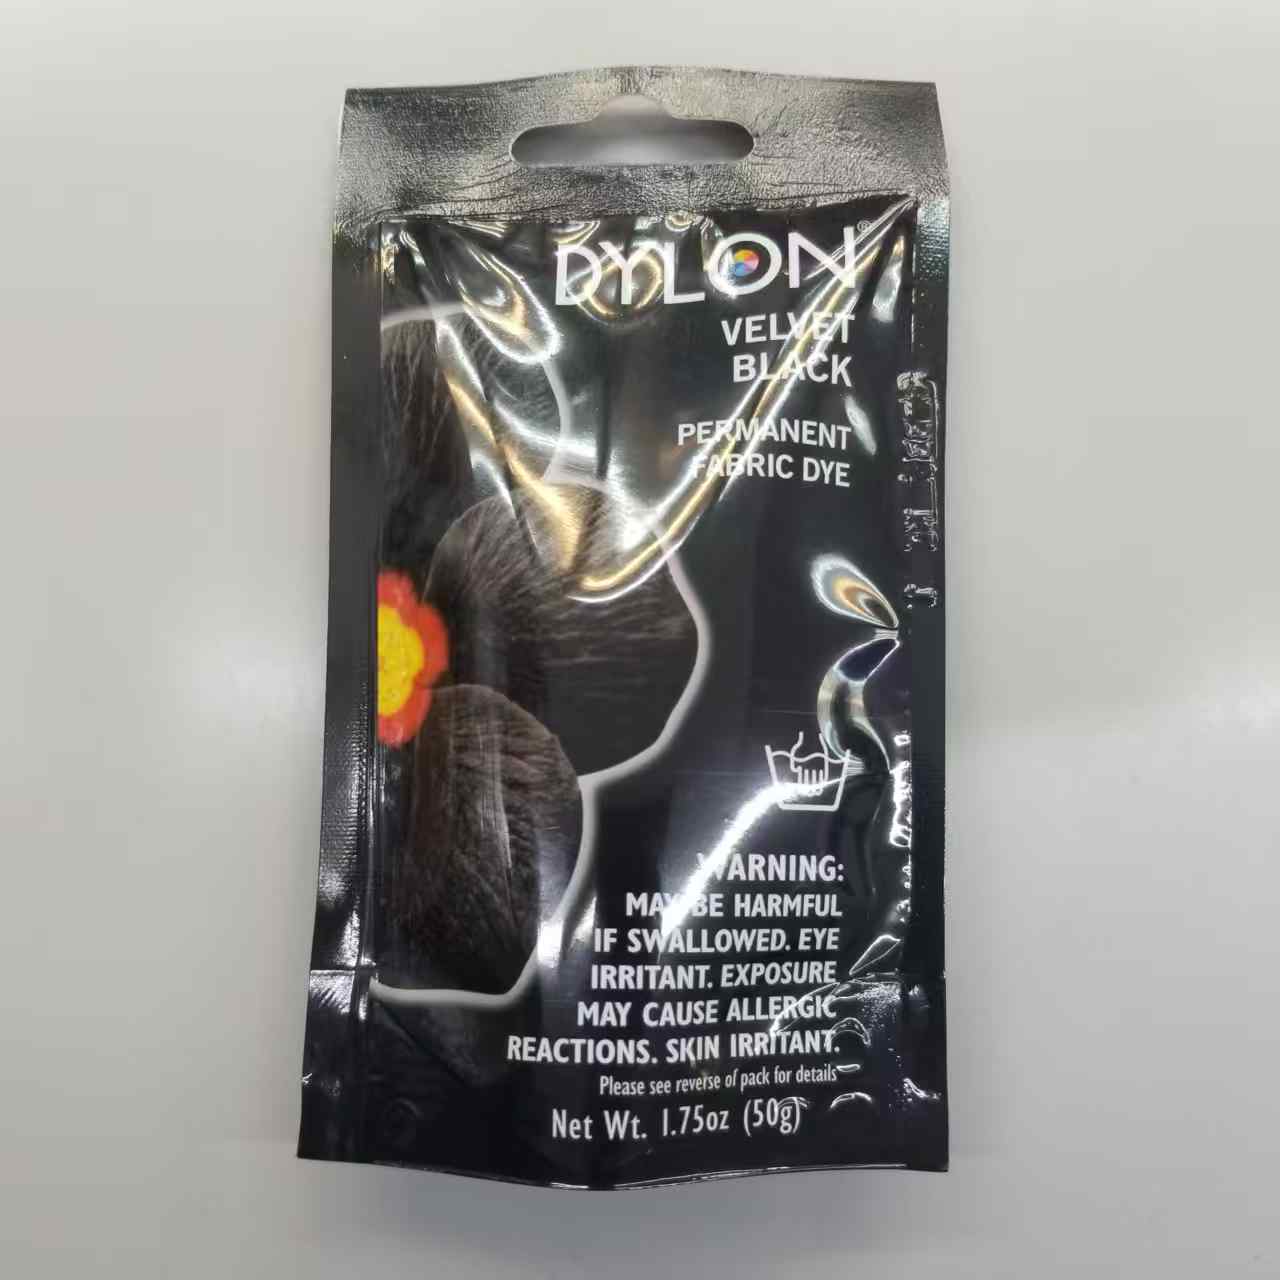 DYLON®
VELVET
BLACK
PERMANENT
FABRIC DYE
WARNING:
MAY BE HARMFUL
IF SWALLOWED. EYE
IRRITANT. EXPOSURE
MAY CAUSE ALLERGIC
REACTIONS. SKIN IRRITANT.
Please see reverse of pack for details
Net Wt. 1.75oz (50g)